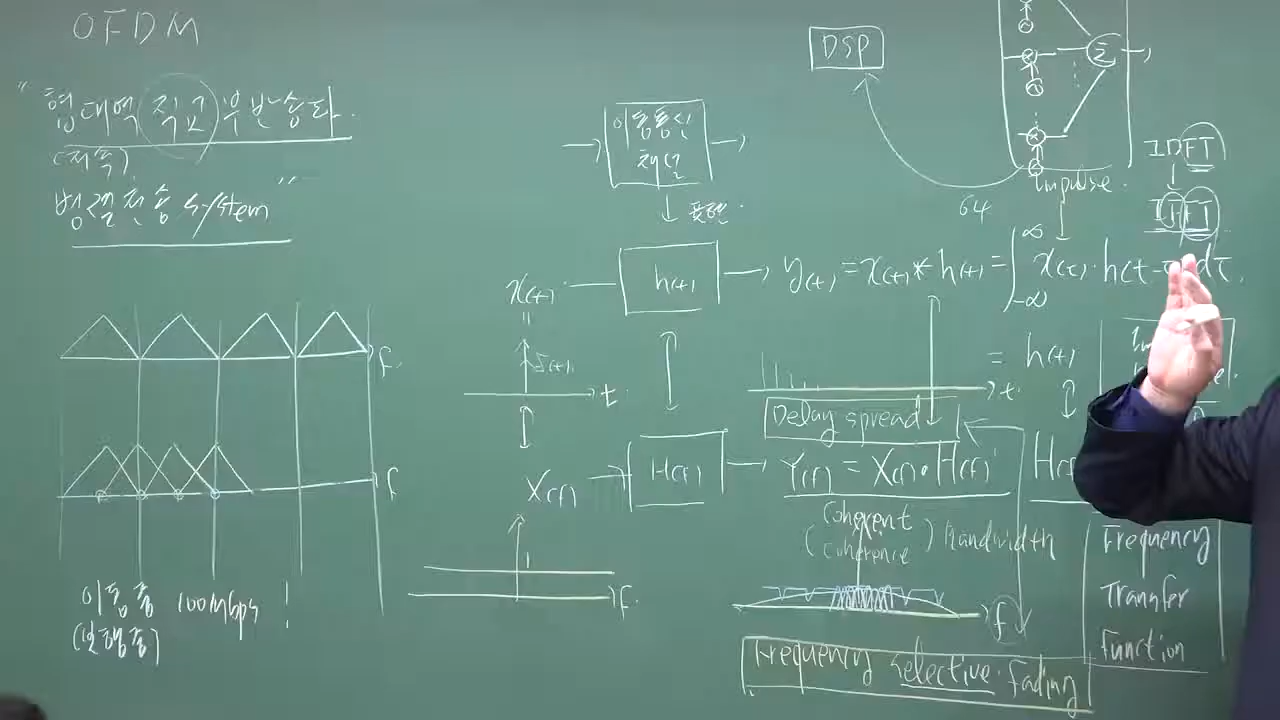 OFDM
"협대역 직교 부반송파.
(저속)
병렬전송 system"
f
f
이동중 100Mbps !
(보행중)
이동통신
채널
↓ 표현.
x(t)
h(t)
y(t) = x(t) * h(t) = ∫ x(τ)·h(t-τ)dτ.
∞
-∞
=
δ(t)
t
= h(t)
t.
Delay spread
X(f)
H(f)
Y(f) = X(f)·H(f)
H(f)
(Coherent
coherence) Bandwidth
1
f.
f
Frequency selective fading
DSP
Σ
64
impulse.
IDFT
↓
IFFT
Frequency
Transfer
function